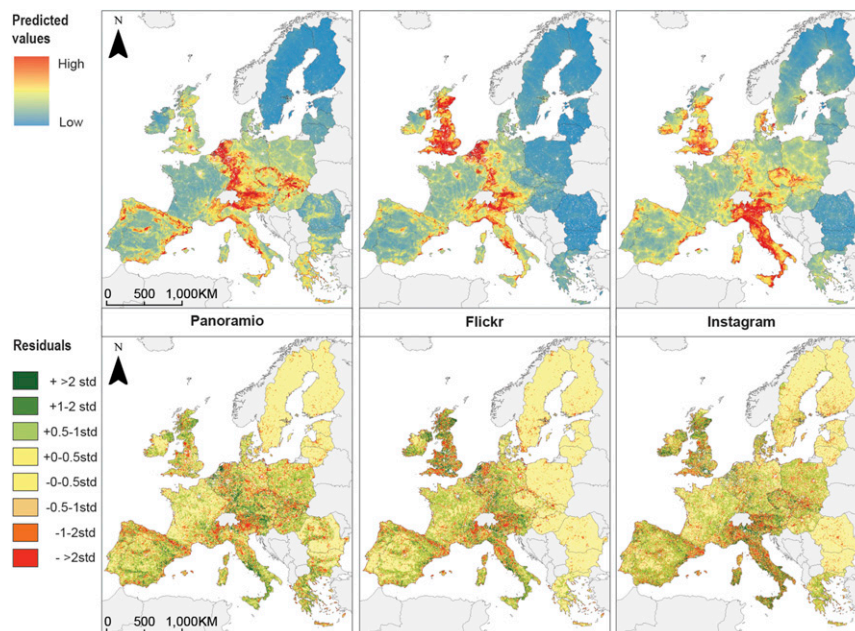 Predicted
values
High
Low
N
0 500 1,000KM
Panoramio
Flickr
Instagram
Residuals
N
+ >2 std
+1-2 std
+0.5-1std
+0-0.5std
-0-0.5std
-0.5-1std
-1-2std
- >2std
0 500 1,000KM